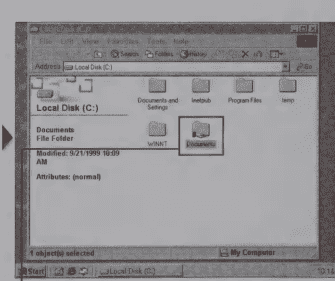 File Edit View Favorites Tools Help
Search Folders History
Address Local Disk (C:) Go
Local Disk (C:)
Documents and Settings
Inetpub
Program Files
temp
WINNT
Documents
Documents
File Folder
Modified: 9/21/1999 10:09
AM
Attributes: (normal)
1 object(s) selected
My Computer
Start
Local Disk (C:)